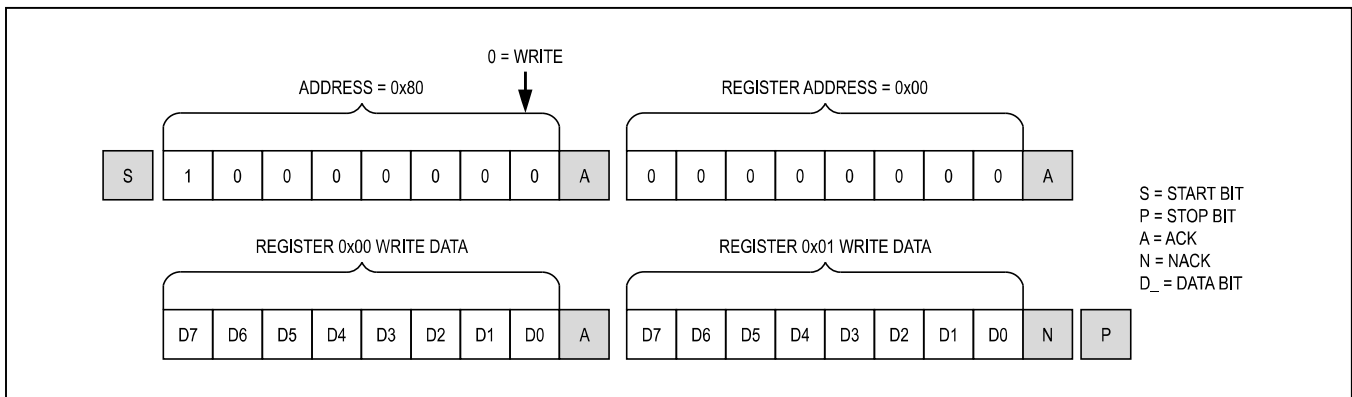 0 = WRITE
ADDRESS = 0x80
REGISTER ADDRESS = 0x00
S 1 0 0 0 0 0 0 0 A 0 0 0 0 0 0 0 0 A
REGISTER 0x00 WRITE DATA
REGISTER 0x01 WRITE DATA
D7 D6 D5 D4 D3 D2 D1 D0 A D7 D6 D5 D4 D3 D2 D1 D0 N P
S = START BIT
P = STOP BIT
A = ACK
N = NACK
D_ = DATA BIT